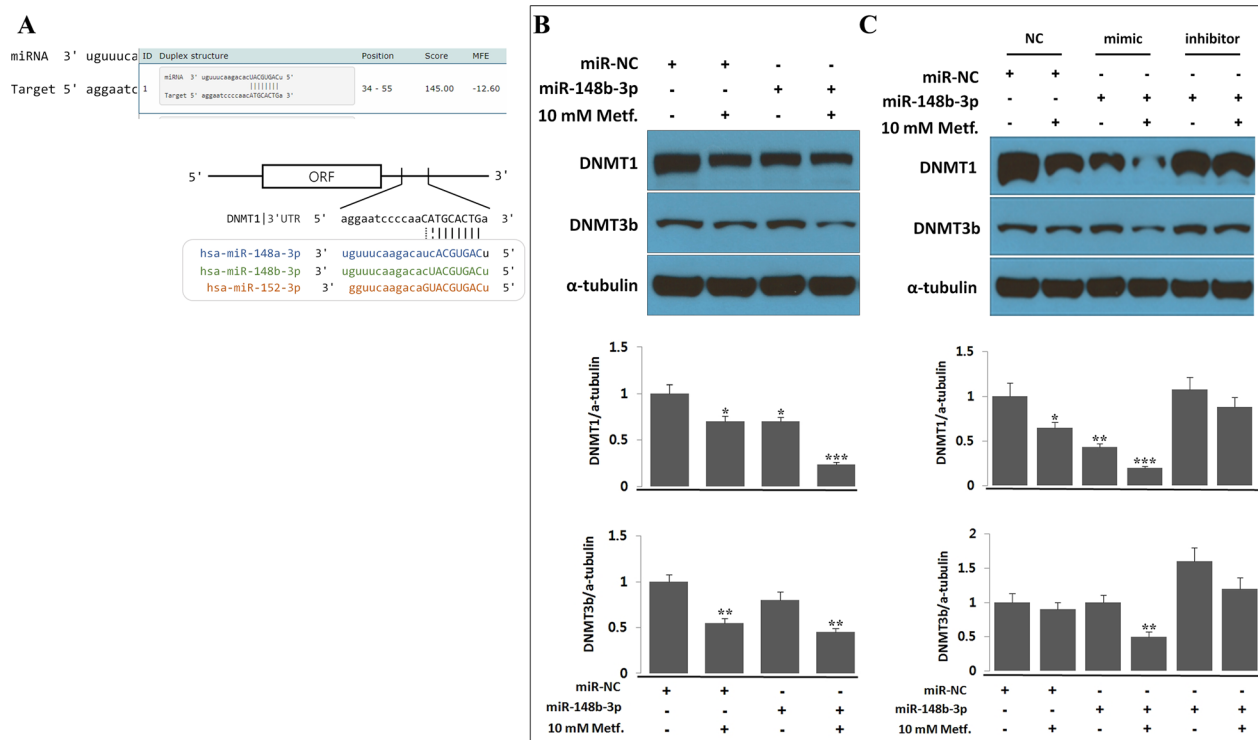 A
miRNA 3' uguuuca
Target 5' aggaatc
ID Duplex structure Position Score MFE
1
miRNA 3' uguuucaagacacUACGUGACu 5'
||||||||
Target 5' aggaatccccaacATGCACTGa 3'
34 - 55 145.00 -12.60
5' ORF 3'
DNMT1|3'UTR 5' aggaatccccaaCATGCACTGa 3'
hsa-miR-148a-3p 3' uguuucaagacaucACGUGACu 5'
hsa-miR-148b-3p 3' uguuucaagacacUACGUGACu 5'
hsa-miR-152-3p 3' gguucaagacaGUACGUGACu 5'
B
miR-NC + + - -
miR-148b-3p - - + +
10 mM Metf. - + - +
DNMT1
DNMT3b
α-tubulin
DNMT1/a-tubulin
1.5
1
0.5
0
* * ***
DNMT3b/a-tubulin
1.5
1
0.5
0
** **
miR-NC + + - -
miR-148b-3p - - + +
10 mM Metf. - + - +
C
NC mimic inhibitor
miR-NC + + - - - -
miR-148b-3p - - + + + +
10 mM Metf. - + - + - +
DNMT1
DNMT3b
α-tubulin
DNMT1/a-tubulin
1.5
1
0.5
0
* ** ***
DNMT3b/a-tubulin
2
1.5
1
0.5
0
**
miR-NC + + - - - -
miR-148b-3p - - + + + +
10 mM Metf. - + - + - +